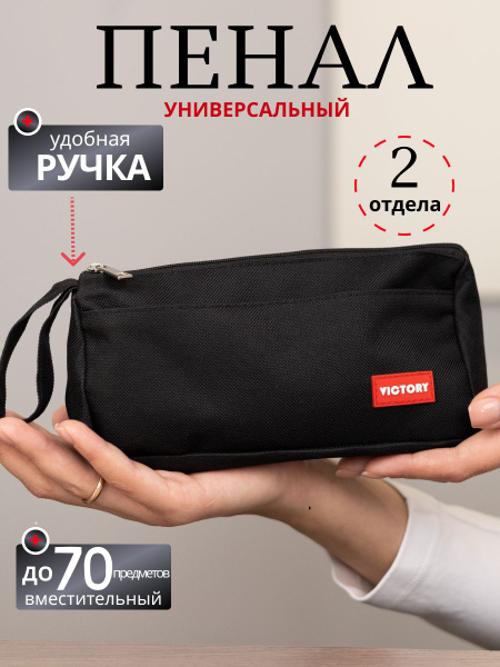 ПЕНАЛ
УНИВЕРСАЛЬНЫЙ
удобная
РУЧКА
2
отдела
VICTORY
до 70 предметов
вместительный